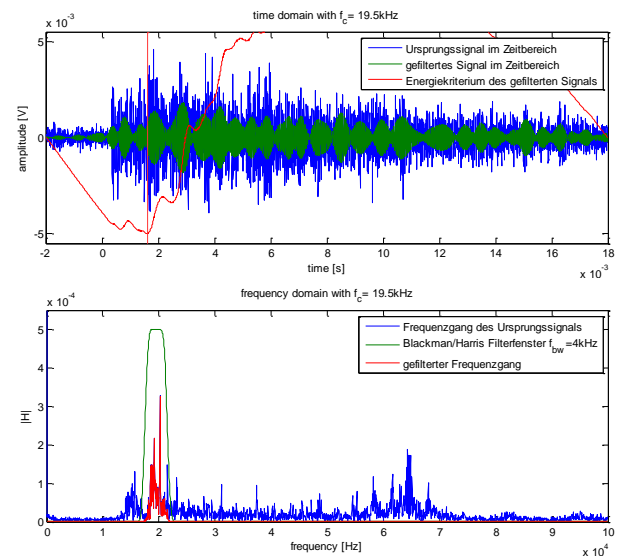 time domain with f_c= 19.5kHz
x 10^-3
Ursprungssignal im Zeitbereich
gefiltertes Signal im Zeitbereich
Energiekriterium des gefilterten Signals
amplitude [V]
5
0
-5
-2 0 2 4 6 8 10 12 14 16 18
time [s]
x 10^-3
frequency domain with f_c= 19.5kHz
x 10^-4
Frequenzgang des Ursprungssignals
Blackman/Harris Filterfenster f_bw=4kHz
gefilterter Frequenzgang
|H|
5
4
3
2
1
0
0 1 2 3 4 5 6 7 8 9 10
frequency [Hz]
x 10^4